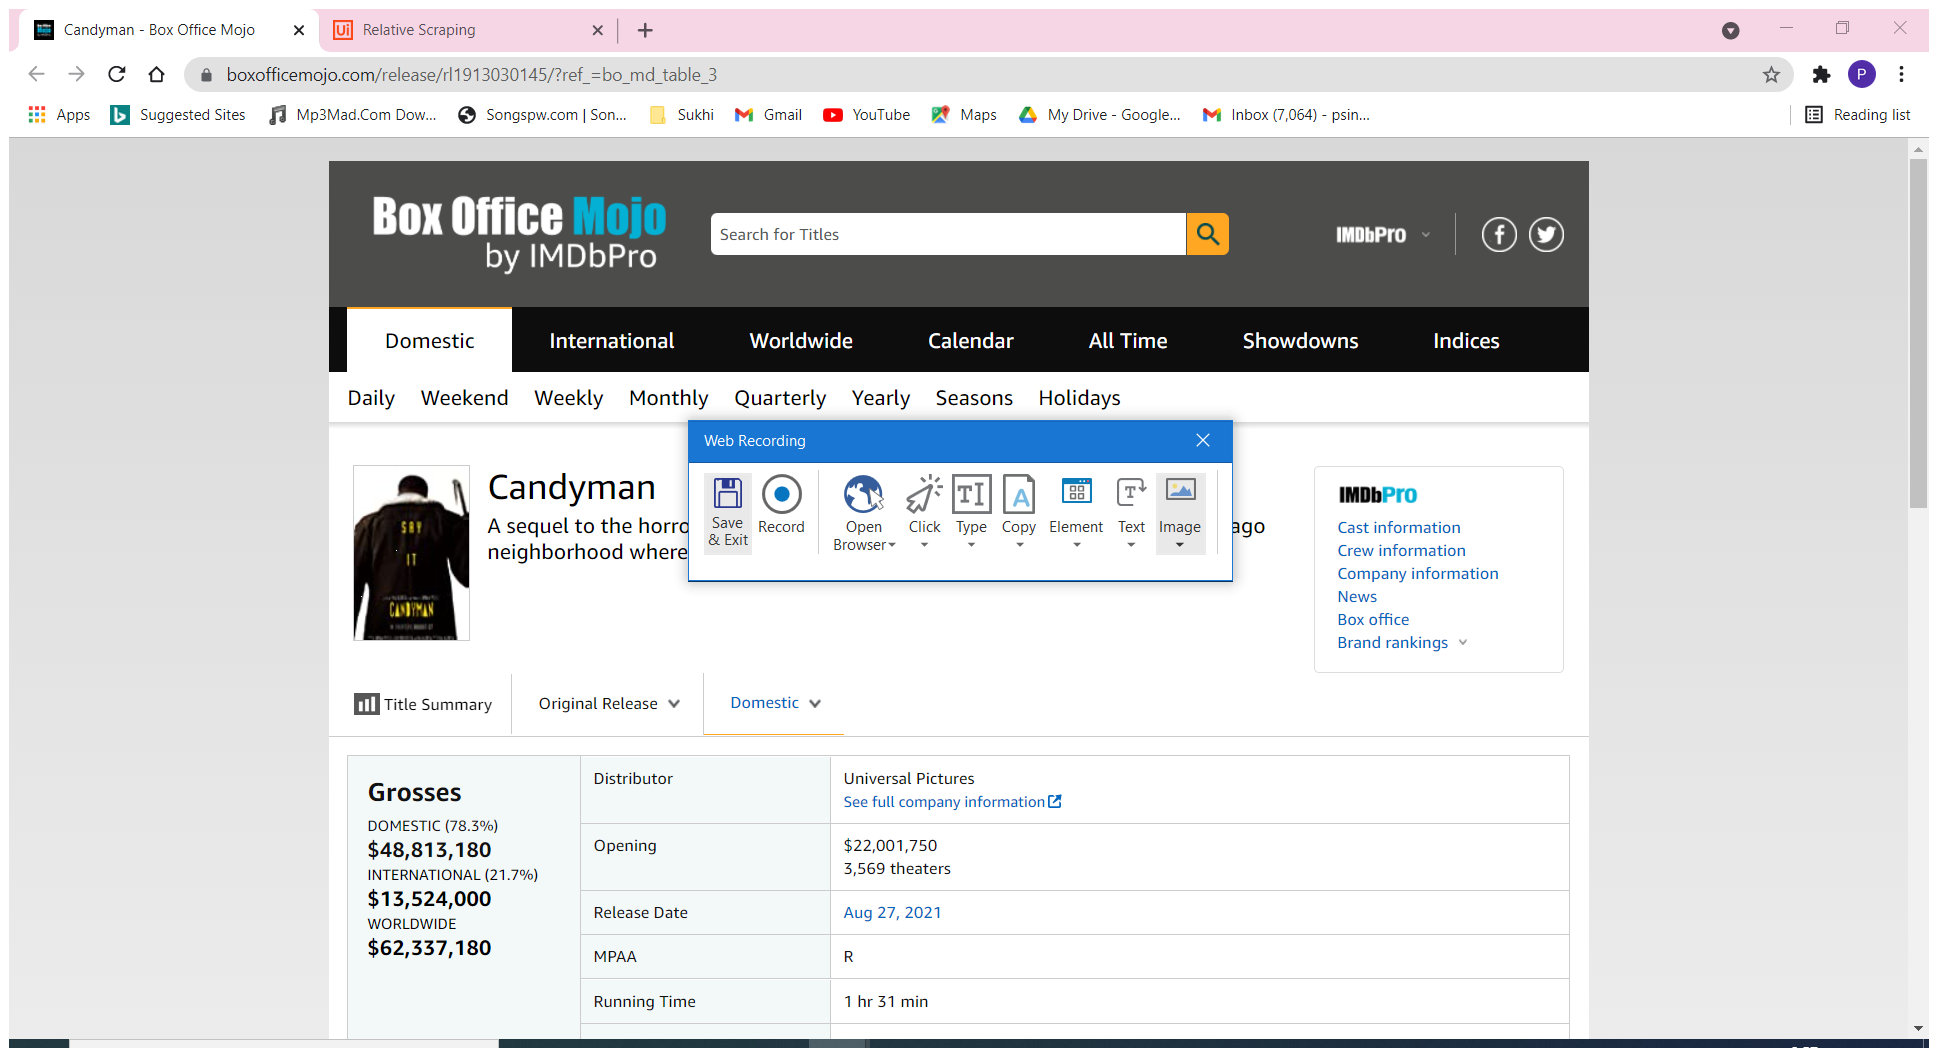 Candyman - Box Office Mojo
Ui Relative Scraping
boxofficemojo.com/release/rl1913030145/?ref_=bo_md_table_3
P
Apps Suggested Sites Mp3Mad.Com Dow... Songspw.com | Son... Sukhi Gmail YouTube Maps My Drive - Google... Inbox (7,064) - psin... Reading list
Box Office Mojo
by IMDbPro
Search for Titles
IMDbPro
Domestic International Worldwide Calendar All Time Showdowns Indices
Daily Weekend Weekly Monthly Quarterly Yearly Seasons Holidays
Web Recording
Save & Exit
Record
Open Browser
Click
Type
Copy
Element
Text
Image
SAY
IT
CANDYMAN
Candyman
A sequel to the horro
ago
neighborhood where
IMDbPro
Cast information
Crew information
Company information
News
Box office
Brand rankings
Title Summary Original Release Domestic
Grosses
DOMESTIC (78.3%)
$48,813,180
INTERNATIONAL (21.7%)
$13,524,000
WORLDWIDE
$62,337,180
Distributor Universal Pictures
See full company information
Opening $22,001,750
3,569 theaters
Release Date Aug 27, 2021
MPAA R
Running Time 1 hr 31 min